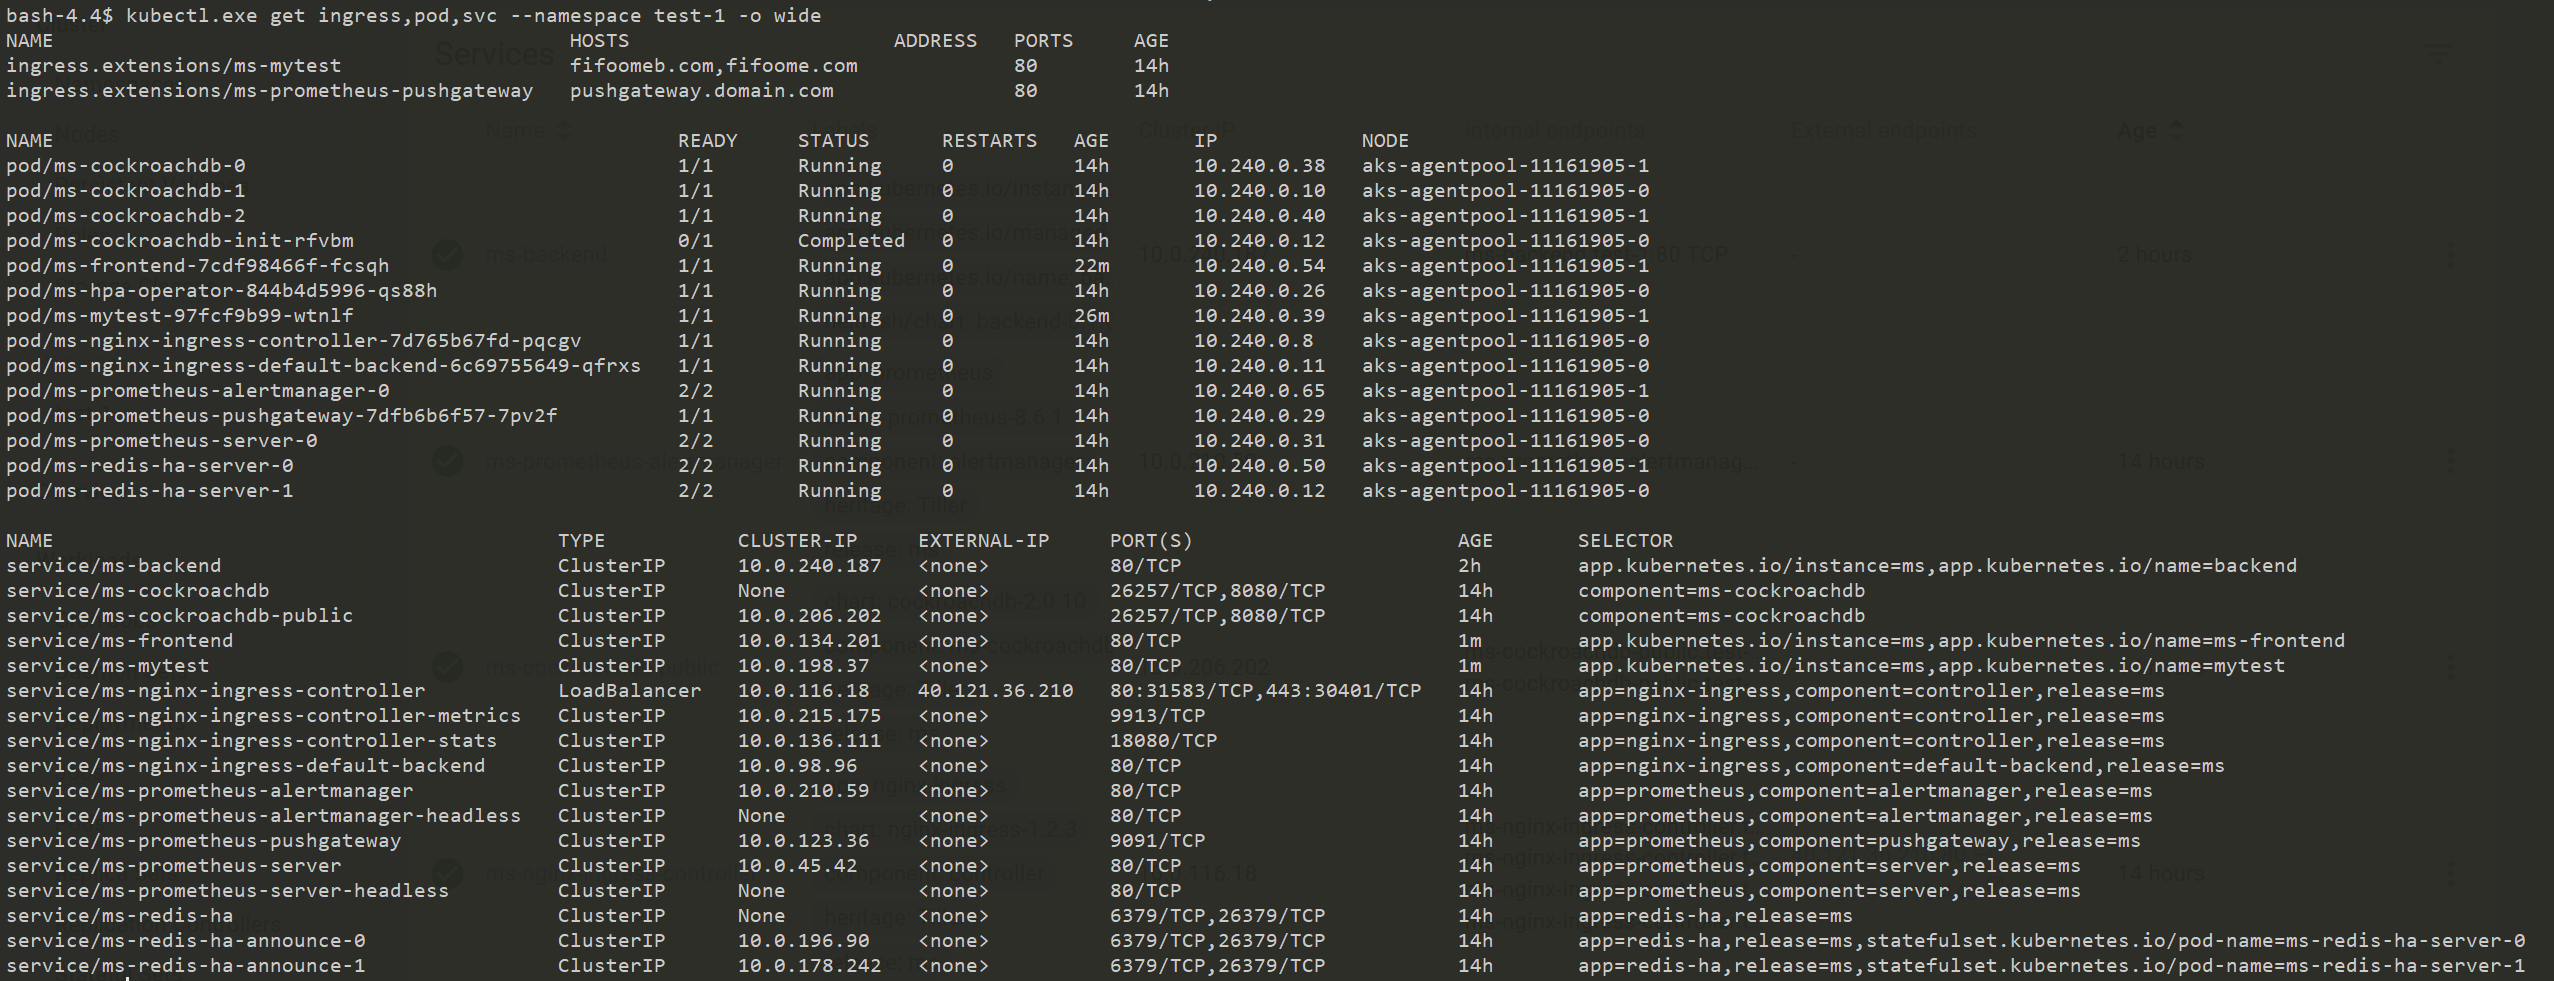 bash-4.4$ kubectl.exe get ingress,pod,svc --namespace test-1 -o wide
NAME HOSTS ADDRESS PORTS AGE
ingress.extensions/ms-mytest fifoomeb.com,fifoome.com 80 14h
ingress.extensions/ms-prometheus-pushgateway pushgateway.domain.com 80 14h
NAME READY STATUS RESTARTS AGE IP NODE
pod/ms-cockroachdb-0 1/1 Running 0 14h 10.240.0.38 aks-agentpool-11161905-1
pod/ms-cockroachdb-1 1/1 Running 0 14h 10.240.0.10 aks-agentpool-11161905-0
pod/ms-cockroachdb-2 1/1 Running 0 14h 10.240.0.40 aks-agentpool-11161905-1
pod/ms-cockroachdb-init-rfvbm 0/1 Completed 0 14h 10.240.0.12 aks-agentpool-11161905-0
pod/ms-frontend-7cdf98466f-fcsqh 1/1 Running 0 22m 10.240.0.54 aks-agentpool-11161905-1
pod/ms-hpa-operator-844b4d5996-qs88h 1/1 Running 0 14h 10.240.0.26 aks-agentpool-11161905-0
pod/ms-mytest-97fcf9b99-wtnlf 1/1 Running 0 26m 10.240.0.39 aks-agentpool-11161905-1
pod/ms-nginx-ingress-controller-7d765b67fd-pqcgv 1/1 Running 0 14h 10.240.0.8 aks-agentpool-11161905-0
pod/ms-nginx-ingress-default-backend-6c69755649-qfrxs 1/1 Running 0 14h 10.240.0.11 aks-agentpool-11161905-0
pod/ms-prometheus-alertmanager-0 2/2 Running 0 14h 10.240.0.65 aks-agentpool-11161905-1
pod/ms-prometheus-pushgateway-7dfb6b6f57-7pv2f 1/1 Running 0 14h 10.240.0.29 aks-agentpool-11161905-0
pod/ms-prometheus-server-0 2/2 Running 0 14h 10.240.0.31 aks-agentpool-11161905-0
pod/ms-redis-ha-server-0 2/2 Running 0 14h 10.240.0.50 aks-agentpool-11161905-1
pod/ms-redis-ha-server-1 2/2 Running 0 14h 10.240.0.12 aks-agentpool-11161905-0
NAME TYPE CLUSTER-IP EXTERNAL-IP PORT(S) AGE SELECTOR
service/ms-backend ClusterIP 10.0.240.187 <none> 80/TCP 2h app.kubernetes.io/instance=ms,app.kubernetes.io/name=backend
service/ms-cockroachdb ClusterIP None <none> 26257/TCP,8080/TCP 14h component=ms-cockroachdb
service/ms-cockroachdb-public ClusterIP 10.0.206.202 <none> 26257/TCP,8080/TCP 14h component=ms-cockroachdb
service/ms-frontend ClusterIP 10.0.134.201 <none> 80/TCP 1m app.kubernetes.io/instance=ms,app.kubernetes.io/name=ms-frontend
service/ms-mytest ClusterIP 10.0.198.37 <none> 80/TCP 1m app.kubernetes.io/instance=ms,app.kubernetes.io/name=mytest
service/ms-nginx-ingress-controller LoadBalancer 10.0.116.18 40.121.36.210 80:31583/TCP,443:30401/TCP 14h app=nginx-ingress,component=controller,release=ms
service/ms-nginx-ingress-controller-metrics ClusterIP 10.0.215.175 <none> 9913/TCP 14h app=nginx-ingress,component=controller,release=ms
service/ms-nginx-ingress-controller-stats ClusterIP 10.0.136.111 <none> 18080/TCP 14h app=nginx-ingress,component=controller,release=ms
service/ms-nginx-ingress-default-backend ClusterIP 10.0.98.96 <none> 80/TCP 14h app=nginx-ingress,component=default-backend,release=ms
service/ms-prometheus-alertmanager ClusterIP 10.0.210.59 <none> 80/TCP 14h app=prometheus,component=alertmanager,release=ms
service/ms-prometheus-alertmanager-headless ClusterIP None <none> 80/TCP 14h app=prometheus,component=alertmanager,release=ms
service/ms-prometheus-pushgateway ClusterIP 10.0.123.36 <none> 9091/TCP 14h app=prometheus,component=pushgateway,release=ms
service/ms-prometheus-server ClusterIP 10.0.45.42 <none> 80/TCP 14h app=prometheus,component=server,release=ms
service/ms-prometheus-server-headless ClusterIP None <none> 80/TCP 14h app=prometheus,component=server,release=ms
service/ms-redis-ha ClusterIP None <none> 6379/TCP,26379/TCP 14h app=redis-ha,release=ms
service/ms-redis-ha-announce-0 ClusterIP 10.0.196.90 <none> 6379/TCP,26379/TCP 14h app=redis-ha,release=ms,statefulset.kubernetes.io/pod-name=ms-redis-ha-server-0
service/ms-redis-ha-announce-1 ClusterIP 10.0.178.242 <none> 6379/TCP,26379/TCP 14h app=redis-ha,release=ms,statefulset.kubernetes.io/pod-name=ms-redis-ha-server-1